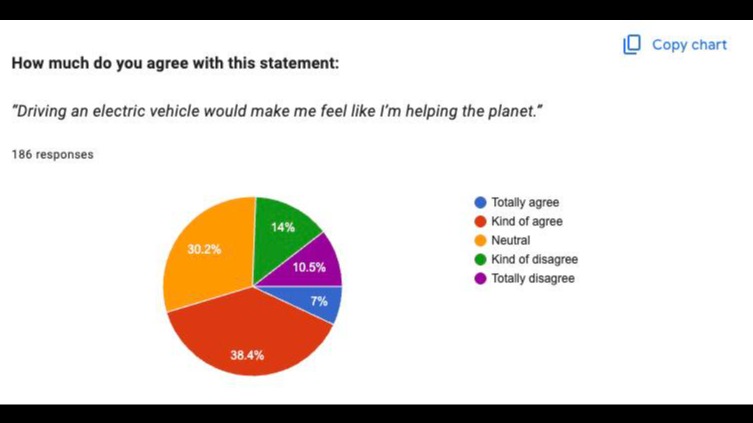 Copy chart
How much do you agree with this statement:
“Driving an electric vehicle would make me feel like I’m helping the planet.”
186 responses
14%
30.2%
10.5%
7%
38.4%
Totally agree
Kind of agree
Neutral
Kind of disagree
Totally disagree